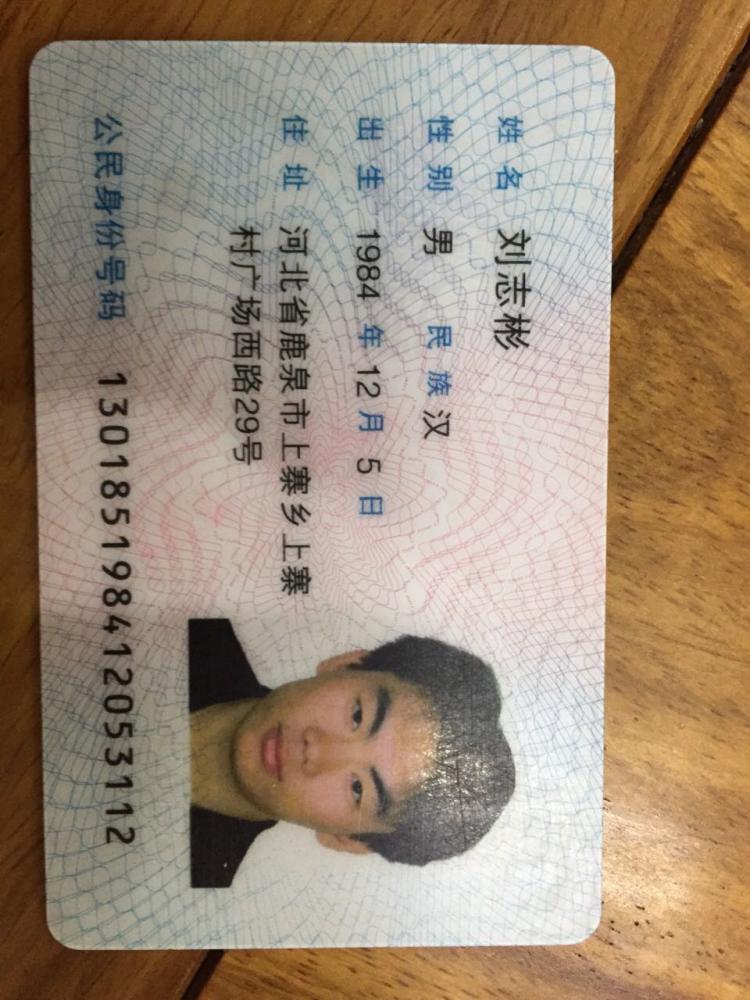 姓名 刘志彬
性别 男 民族 汉
出生 1984 年 12 月 5 日
住址 河北省鹿泉市上寨乡上寨
村广场西路29号
公民身份号码 130185198412053112